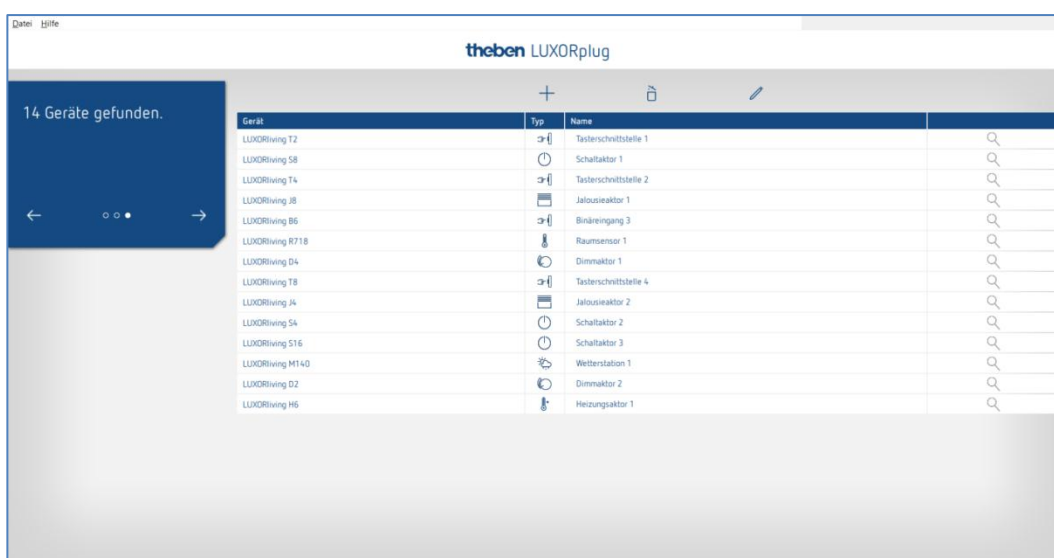 Datei Hilfe
theben LUXORplug
14 Geräte gefunden.
Gerät Typ Name
LUXORliving T2 Tasterschnittstelle 1
LUXORliving S8 Schaltaktor 1
LUXORliving T4 Tasterschnittstelle 2
LUXORliving J8 Jalousieaktor 1
LUXORliving B6 Binäreingang 3
LUXORliving R718 Raumsensor 1
LUXORliving D4 Dimmaktor 1
LUXORliving T8 Tasterschnittstelle 4
LUXORliving J4 Jalousieaktor 2
LUXORliving S4 Schaltaktor 2
LUXORliving S16 Schaltaktor 3
LUXORliving M140 Wetterstation 1
LUXORliving D2 Dimmaktor 2
LUXORliving H6 Heizungsaktor 1